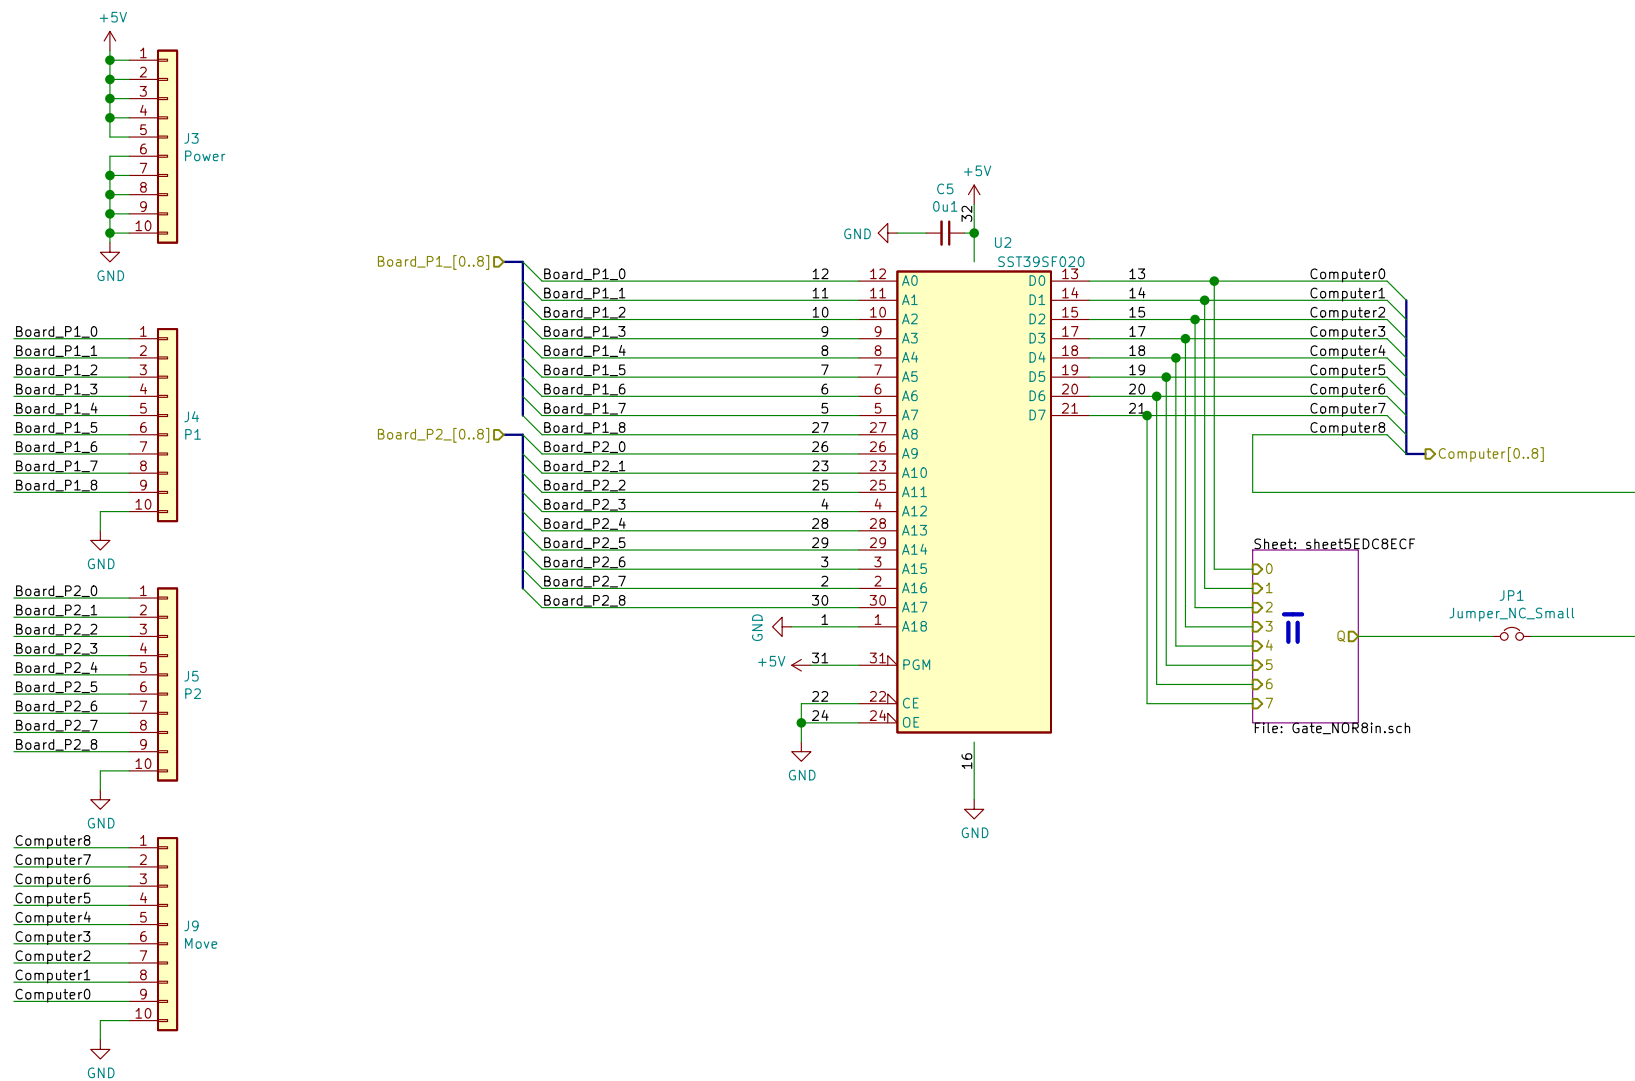 +5V
1
2
3
4
5
6
7
8
9
10
J3
Power
GND
Board_P1_0 1
Board_P1_1 2
Board_P1_2 3
Board_P1_3 4
Board_P1_4 5
Board_P1_5 6
Board_P1_6 7
Board_P1_7 8
Board_P1_8 9
10
J4
P1
GND
Board_P2_0 1
Board_P2_1 2
Board_P2_2 3
Board_P2_3 4
Board_P2_4 5
Board_P2_5 6
Board_P2_6 7
Board_P2_7 8
Board_P2_8 9
10
J5
P2
GND
Computer8 1
Computer7 2
Computer6 3
Computer5 4
Computer4 5
Computer3 6
Computer2 7
Computer1 8
Computer0 9
10
J9
Move
GND
+5V
C5
0u1
32
GND
U2
SST39SF020
Board_P1_[0..8]
Board_P1_0 12 12 A0
Board_P1_1 11 11 A1
Board_P1_2 10 10 A2
Board_P1_3 9 9 A3
Board_P1_4 8 8 A4
Board_P1_5 7 7 A5
Board_P1_6 6 6 A6
Board_P1_7 5 5 A7
Board_P1_8 27 27 A8
Board_P2_[0..8]
Board_P2_0 26 26 A9
Board_P2_1 23 23 A10
Board_P2_2 25 25 A11
Board_P2_3 4 4 A12
Board_P2_4 28 28 A13
Board_P2_5 29 29 A14
Board_P2_6 3 3 A15
Board_P2_7 2 2 A16
Board_P2_8 30 30 A17
GND 1 1 A18
+5V 31 31 PGM
22 22 CE
24 24 OE
GND
16
GND
D0 13 13 Computer0
D1 14 14 Computer1
D2 15 15 Computer2
D3 17 17 Computer3
D4 18 18 Computer4
D5 19 19 Computer5
D6 20 20 Computer6
D7 21 21 Computer7
Computer8
Computer[0..8]
Sheet: sheet5EDC8ECF
0
1
2
3
4
5
6
7
Q
File: Gate_NOR8in.sch
JP1
Jumper_NC_Small